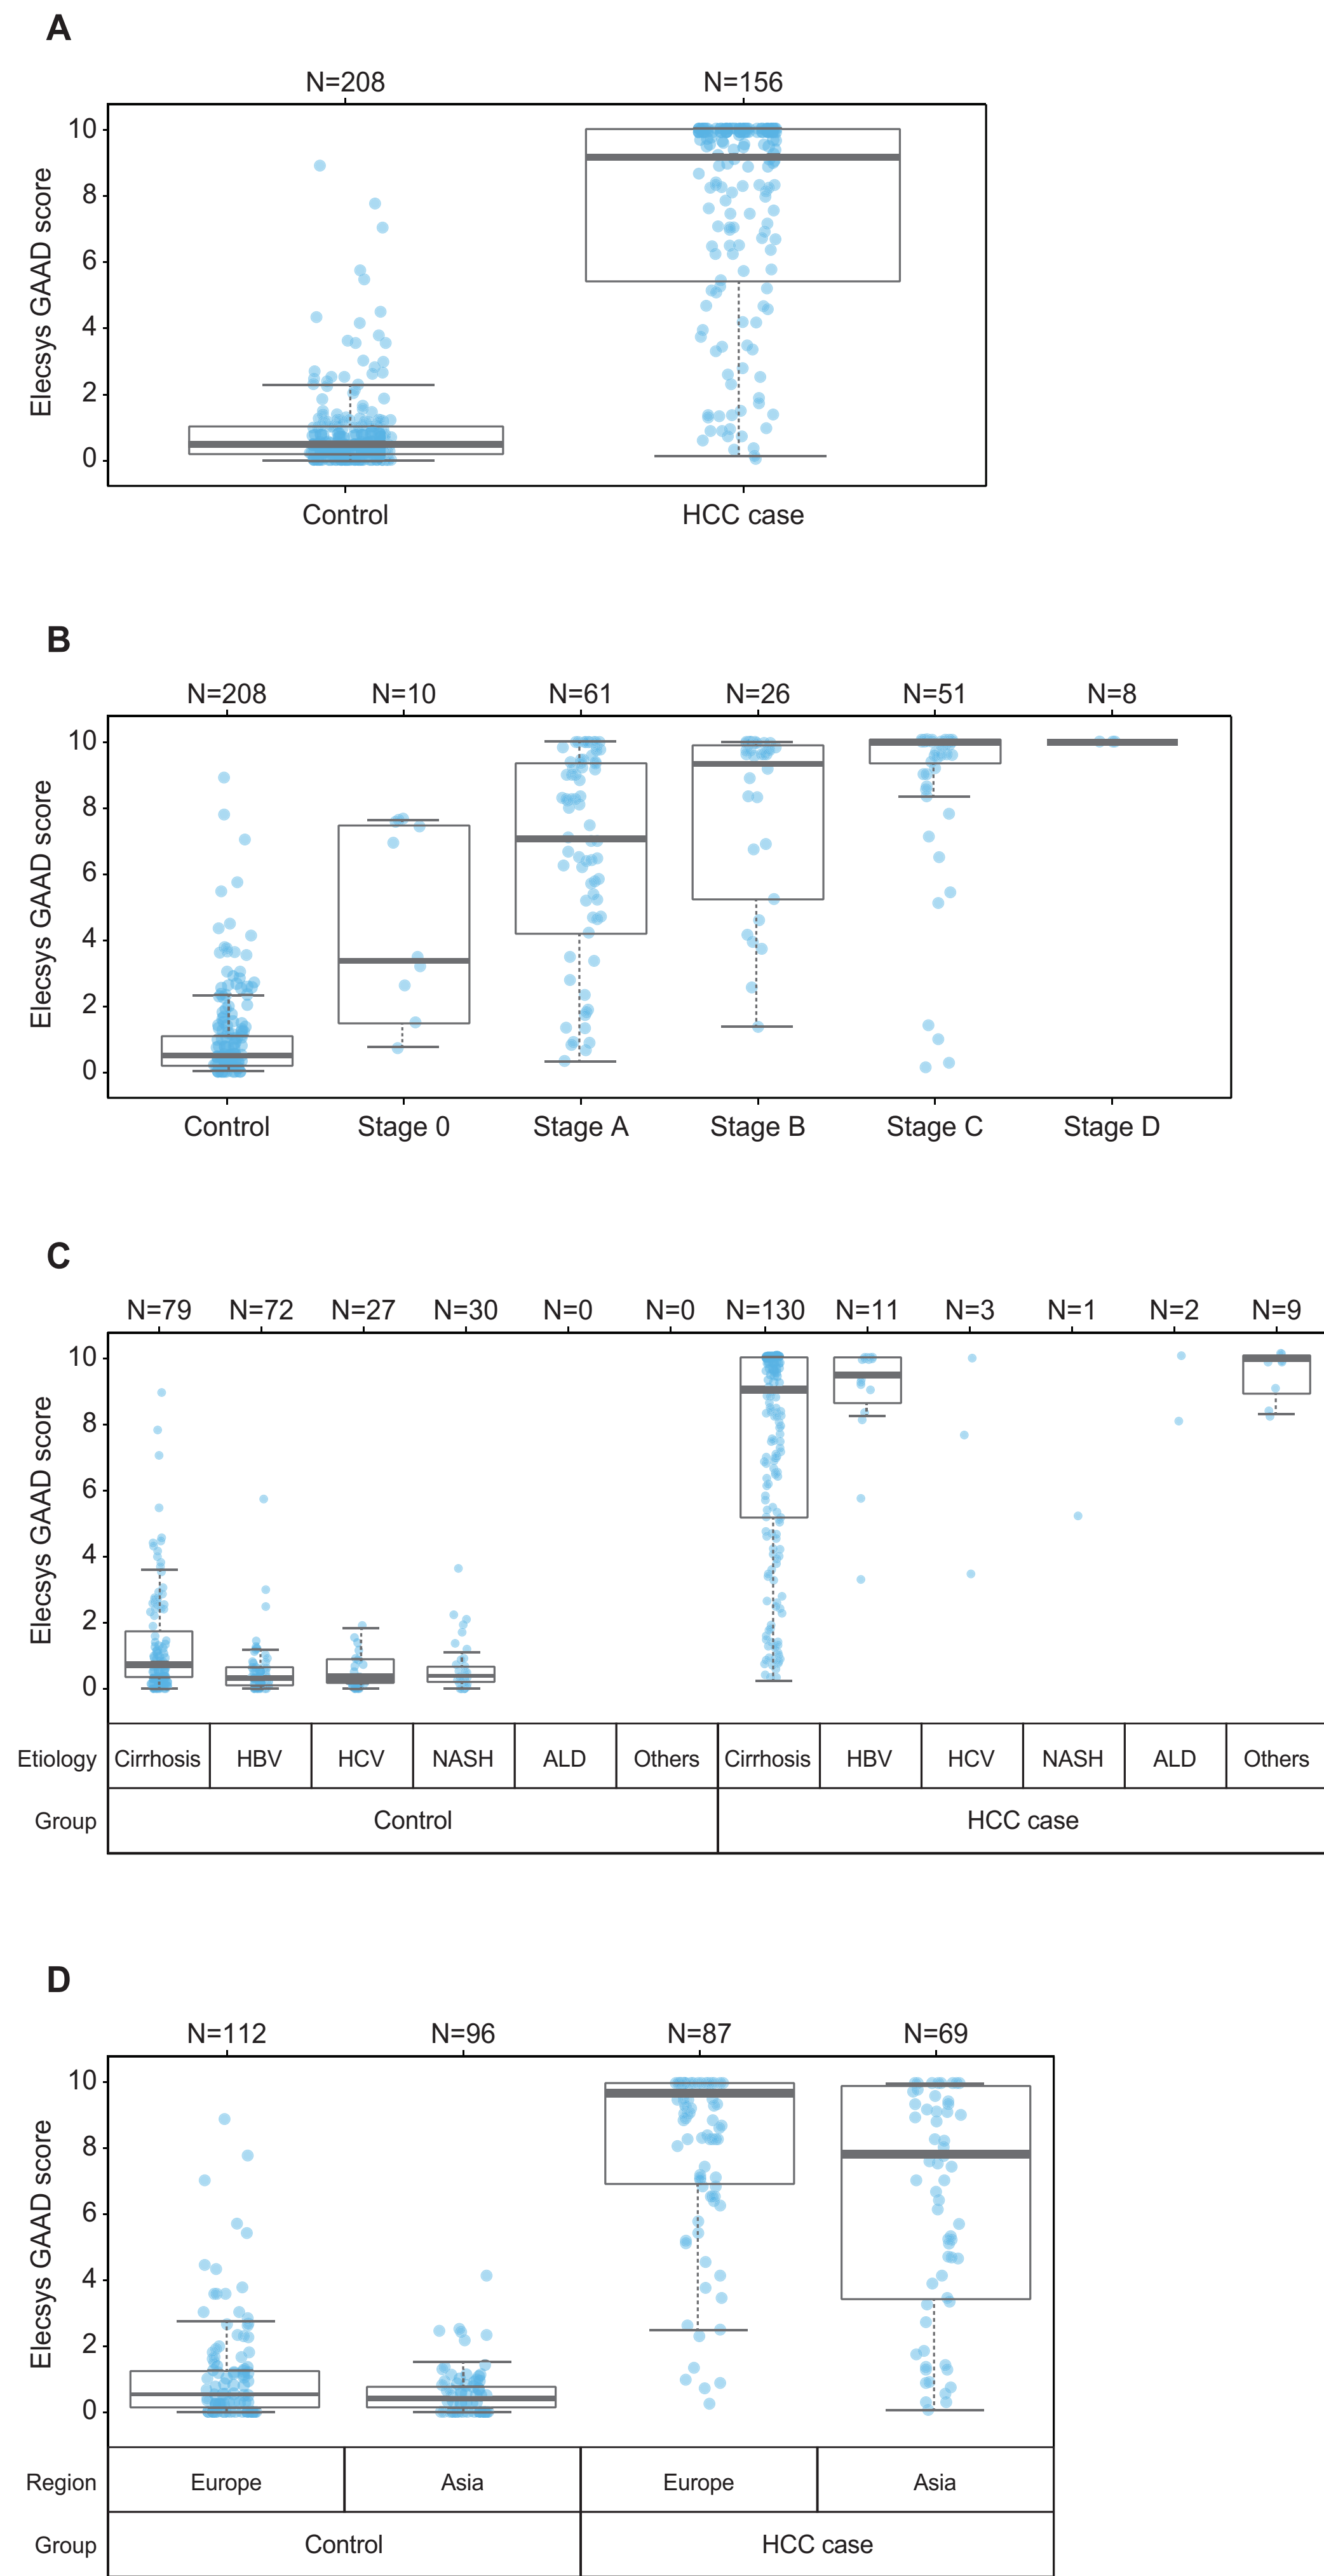 A
N=208 N=156
Elecsys GAAD score
10
8
6
4
2
0
Control HCC case
B
N=208 N=10 N=61 N=26 N=51 N=8
Elecsys GAAD score
10
8
6
4
2
0
Control Stage 0 Stage A Stage B Stage C Stage D
C
N=79 N=72 N=27 N=30 N=0 N=0 N=130 N=11 N=3 N=1 N=2 N=9
Elecsys GAAD score
10
8
6
4
2
0
Etiology Cirrhosis HBV HCV NASH ALD Others Cirrhosis HBV HCV NASH ALD Others
Group Control HCC case
D
N=112 N=96 N=87 N=69
Elecsys GAAD score
10
8
6
4
2
0
Region Europe Asia Europe Asia
Group Control HCC case